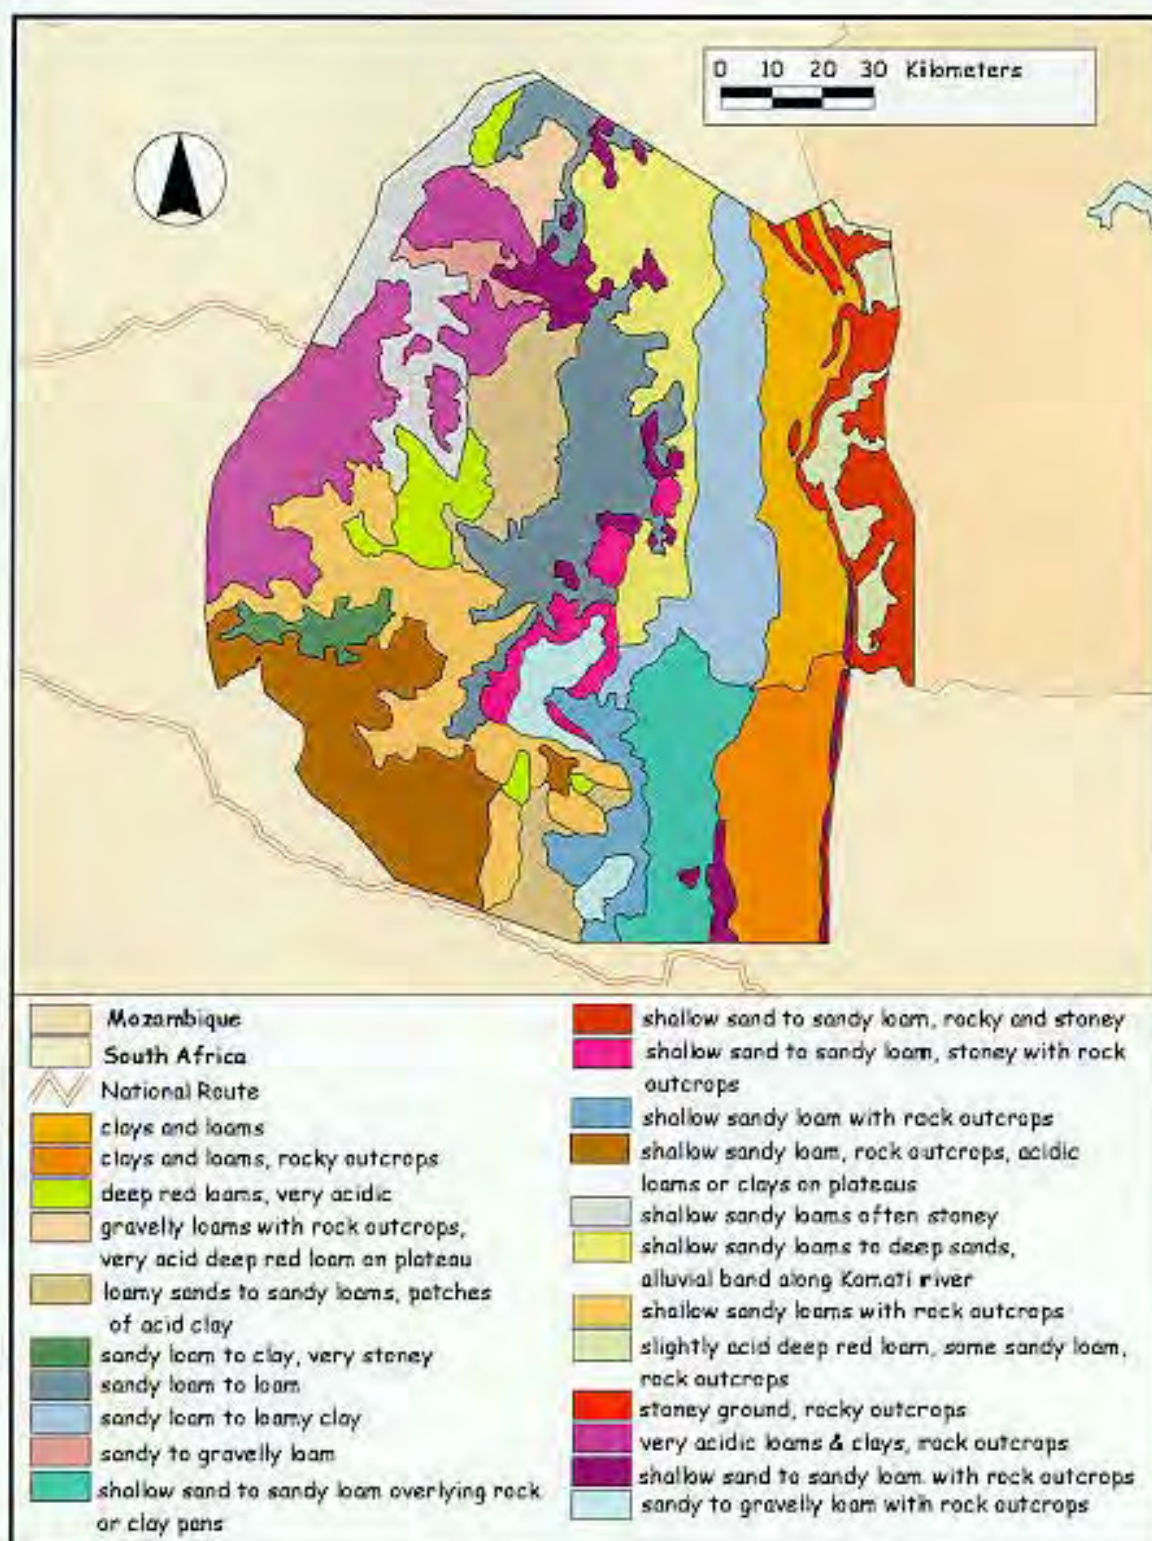 0 10 20 30 Kilometers
Mozambique
South Africa
National Route
clays and loams
clays and loams, rocky outcrops
deep red loams, very acidic
gravelly loams with rock outcrops,
very acid deep red loam on plateau
loamy sands to sandy loams, patches
of acid clay
sandy loam to clay, very stoney
sandy loam to loam
sandy loam to loamy clay
sandy to gravelly loam
shallow sand to sandy loam overlying rock
or clay pans
shallow sand to sandy loam, rocky and stoney
shallow sand to sandy loam, stoney with rock
outcrops
shallow sandy loam with rock outcrops
shallow sandy loam, rock outcrops, acidic
loams or clays on plateaus
shallow sandy loams often stoney
shallow sandy loams to deep sands,
alluvial band along Komati river
shallow sandy loams with rock outcrops
slightly acid deep red loam, some sandy loam,
rock outcrops
stoney ground, rocky outcrops
very acidic loams & clays, rock outcrops
shallow sand to sandy loam with rock outcrops
sandy to gravelly loam with rock outcrops